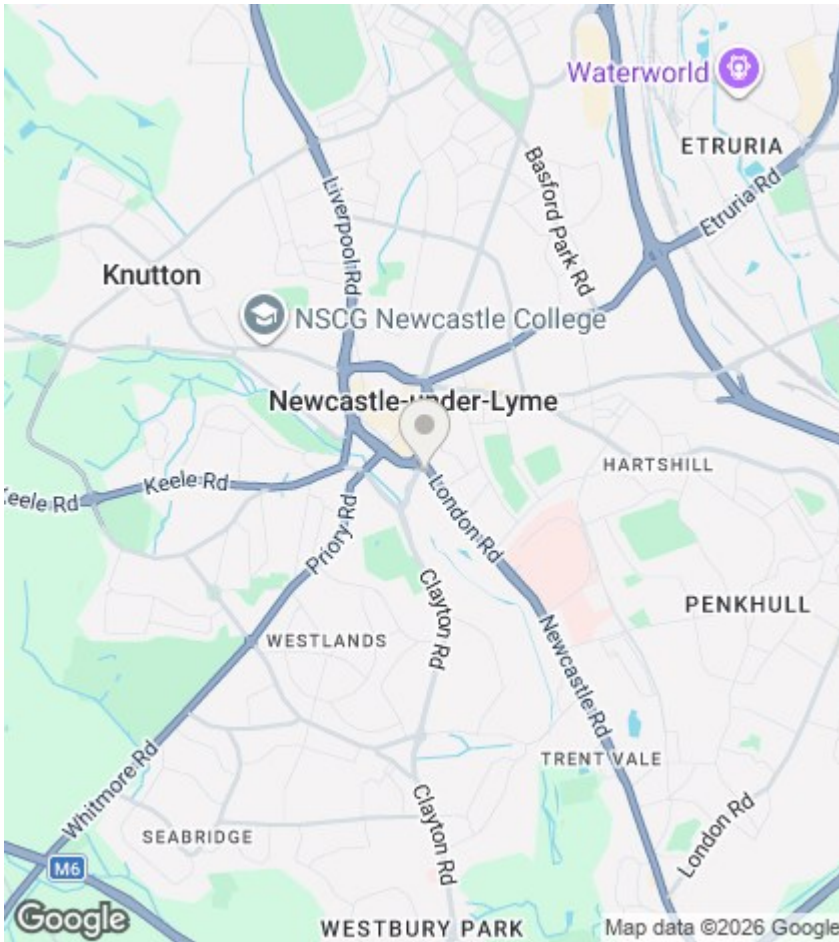 Waterworld
ETRURIA
Etruria Rd
Basford Park Rd
Liverpool Rd
Knutton
NSCG Newcastle College
Newcastle-under-Lyme
HARTSHILL
Keele Rd
Keele Rd
Priory Rd
London Rd
Clayton Rd
PENKHULL
WESTLANDS
Newcastle Rd
TRENT VALE
Whitmore Rd
Clayton Rd
London Rd
SEABRIDGE
M6
WESTBURY PARK
Google
Map data ©2026 Google